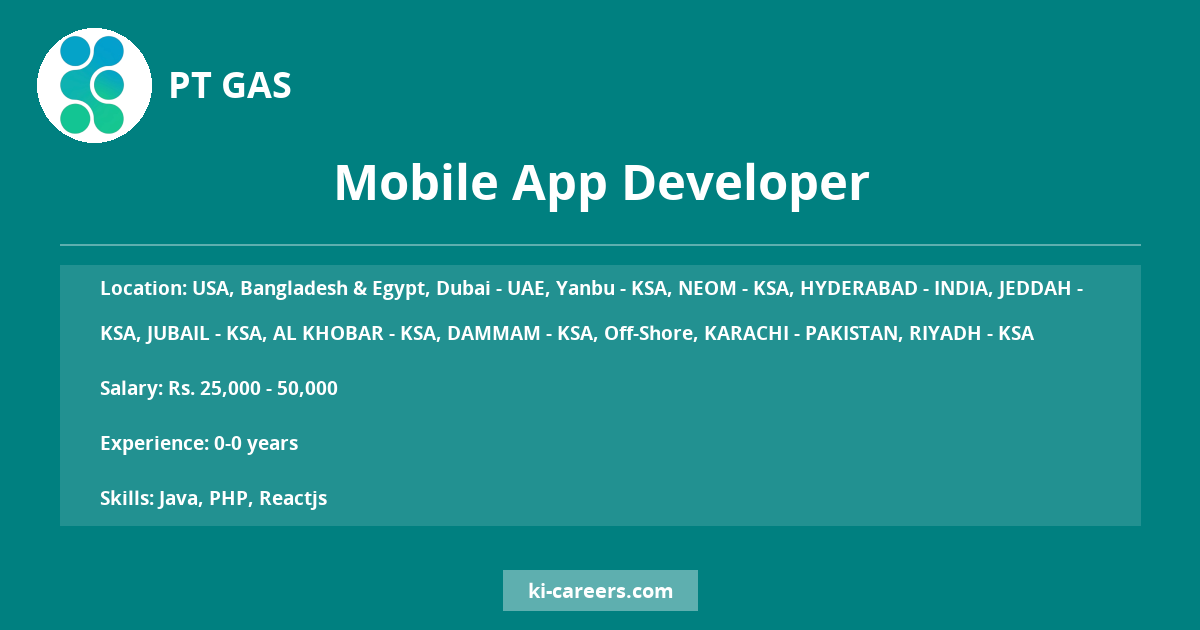 PT GAS
Mobile App Developer
Location: USA, Bangladesh & Egypt, Dubai - UAE, Yanbu - KSA, NEOM - KSA, HYDERABAD - INDIA, JEDDAH -
KSA, JUBAIL - KSA, AL KHOBAR - KSA, DAMMAM - KSA, Off-Shore, KARACHI - PAKISTAN, RIYADH - KSA
Salary: Rs. 25,000 - 50,000
Experience: 0-0 years
Skills: Java, PHP, Reactjs
ki-careers.com